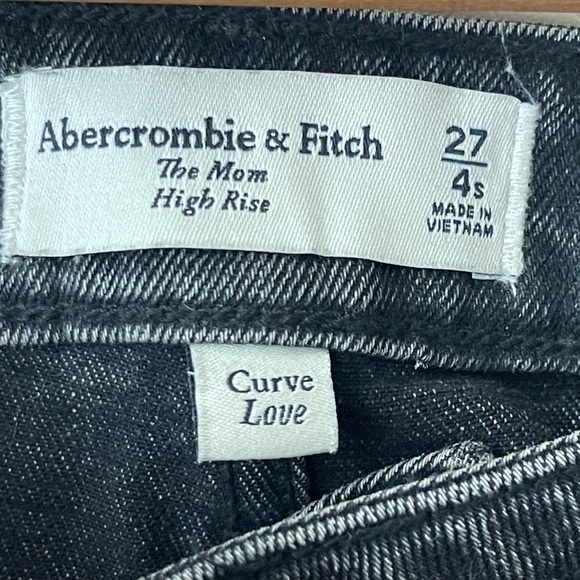 Abercrombie & Fitch
The Mom
High Rise
27
4s
MADE IN
VIETNAM
Curve
Love